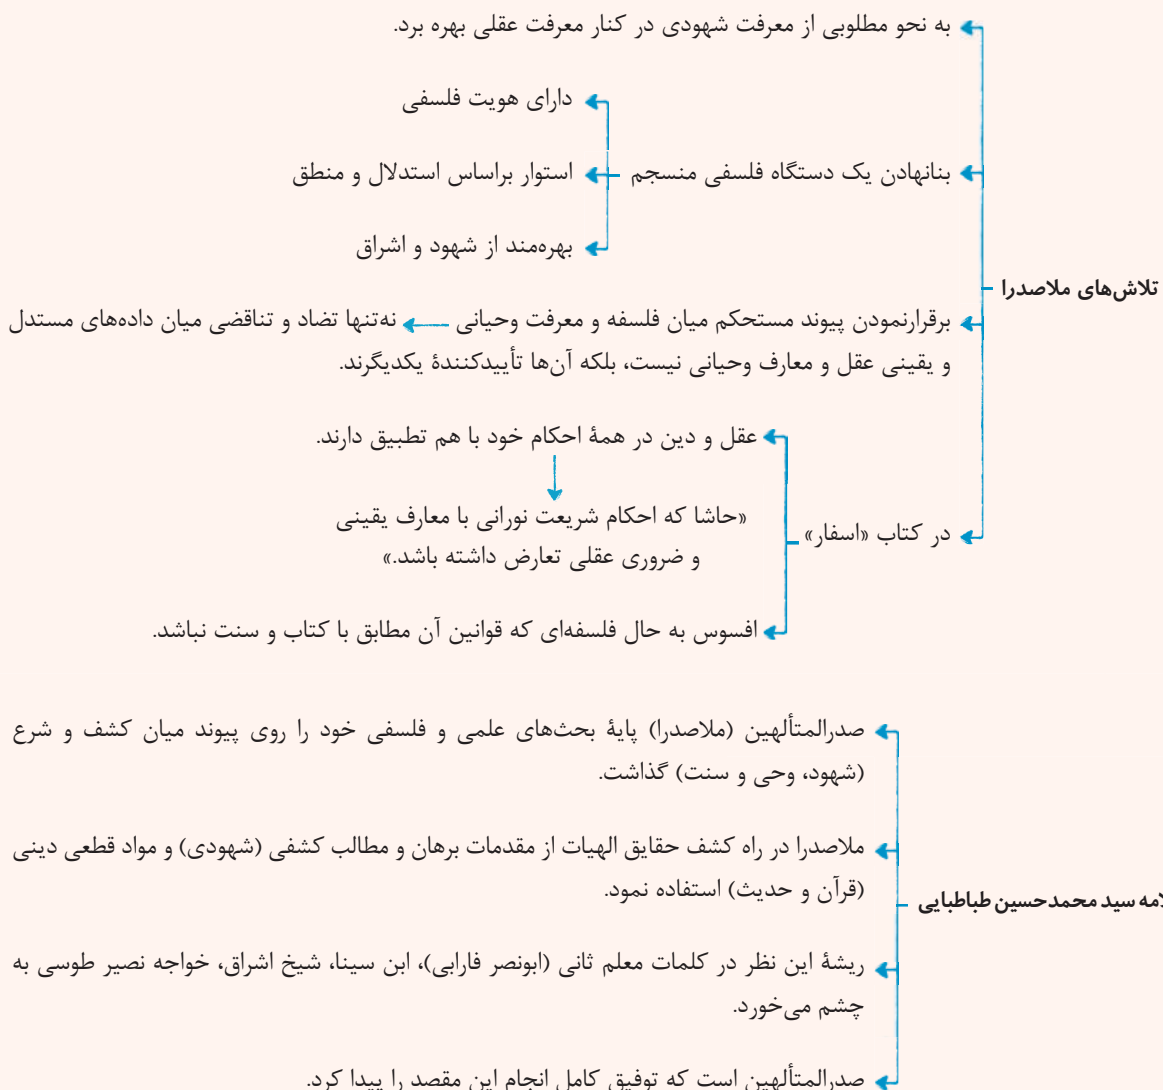 به نحو مطلوبی از معرفت شهودی در کنار معرفت عقلی بهره برد.
دارای هویت فلسفی
بنانهادن یک دستگاه فلسفی منسجم
استوار براساس استدلال و منطق
بهره‌مند از شهود و اشراق
تلاش‌های ملاصدرا
برقرارنمودن پیوند مستحکم میان فلسفه و معرفت وحیانی
نه‌تنها تضاد و تناقضی میان داده‌های مستدل
و یقینی عقل و معارف وحیانی نیست، بلکه آن‌ها تأییدکنندهٔ یکدیگرند.
عقل و دین در همهٔ احکام خود با هم تطبیق دارند.
«حاشا که احکام شریعت نورانی با معارف یقینی
و ضروری عقلی تعارض داشته باشد.»
در کتاب «اسفار»
افسوس به حال فلسفه‌ای که قوانین آن مطابق با کتاب و سنت نباشد.
صدرالمتألهین (ملاصدرا) پایهٔ بحث‌های علمی و فلسفی خود را روی پیوند میان کشف و شرع
(شهود، وحی و سنت) گذاشت.
ملاصدرا در راه کشف حقایق الهیات از مقدمات برهان و مطالب کشفی (شهودی) و مواد قطعی دینی
(قرآن و حدیث) استفاده نمود.
لامه سید محمدحسین طباطبایی
ریشهٔ این نظر در کلمات معلم ثانی (ابونصر فارابی)، ابن سینا، شیخ اشراق، خواجه نصیر طوسی به
چشم می‌خورد.
صدرالمتألهین است که توفیق کامل انجام این مقصد را پیدا کرد.